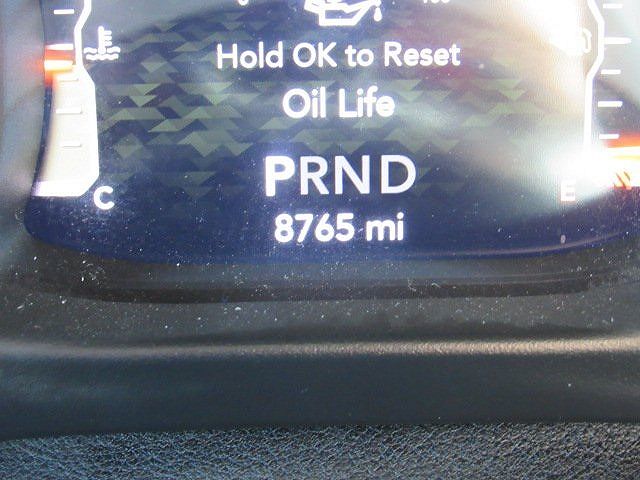 Hold OK to Reset
Oil Life
PRND
C
E
8765 mi